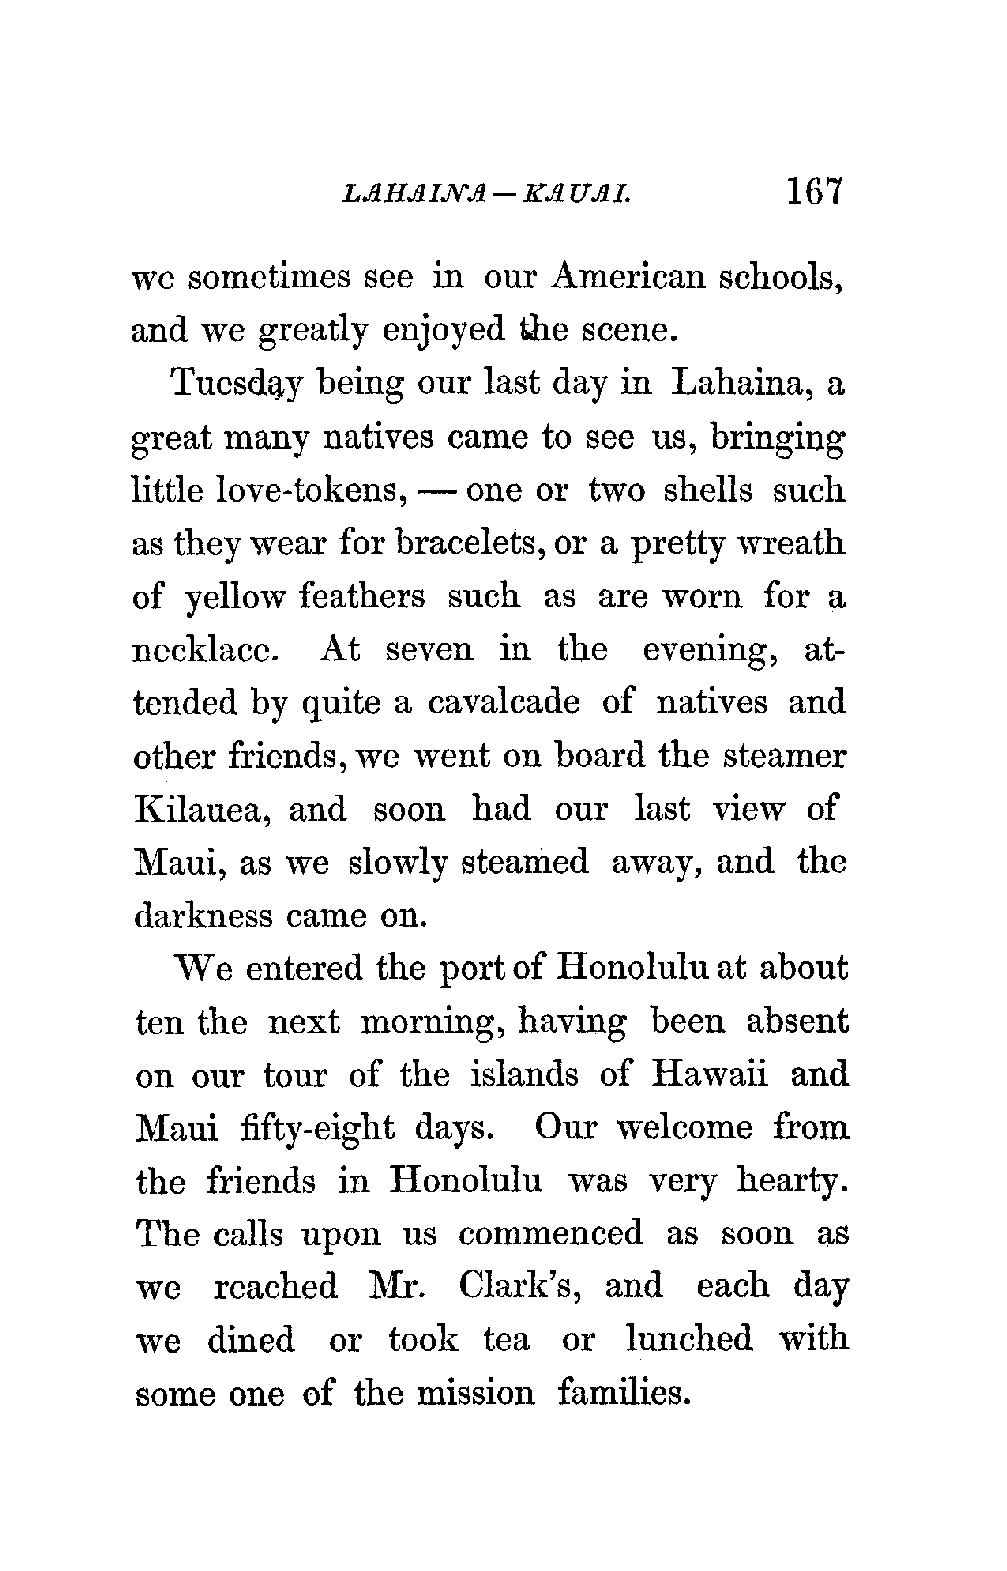 LAHAINA — KAUAI. 167
we sometimes see in our American schools,
and we greatly enjoyed the scene.
Tuesday being our last day in Lahaina, a
great many natives came to see us, bringing
little love-tokens, — one or two shells such
as they wear for bracelets, or a pretty wreath
of yellow feathers such as are worn for a
necklace. At seven in the evening, at-
tended by quite a cavalcade of natives and
other friends, we went on board the steamer
Kilauea, and soon had our last view of
Maui, as we slowly steamed away, and the
darkness came on.
We entered the port of Honolulu at about
ten the next morning, having been absent
on our tour of the islands of Hawaii and
Maui fifty-eight days. Our welcome from
the friends in Honolulu was very hearty.
The calls upon us commenced as soon as
we reached Mr. Clark's, and each day
we dined or took tea or lunched with
some one of the mission families.